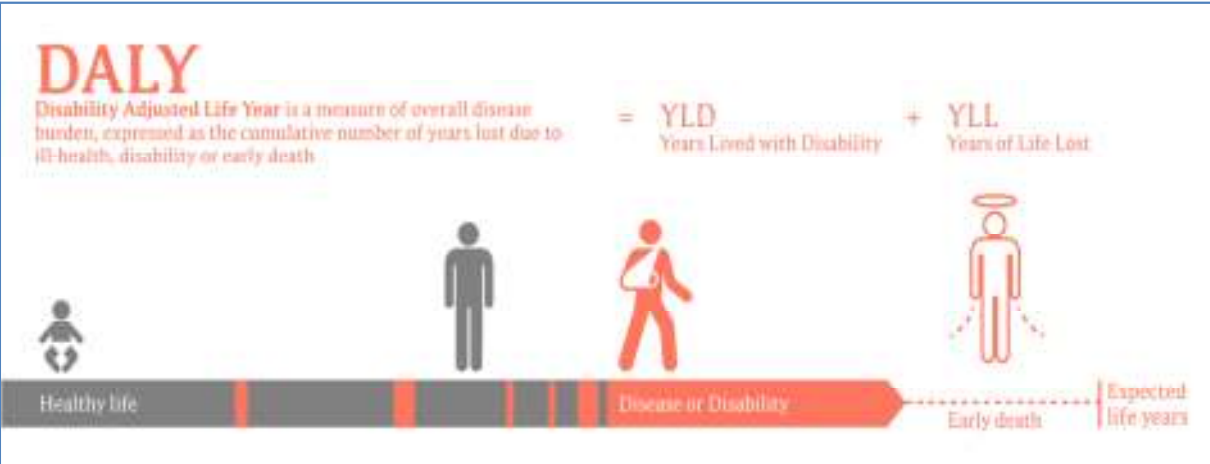 DALY
Disability Adjusted Life Year is a measure of overall disease
burden, expressed as the cumulative number of years lost due to
ill-health, disability or early death
= YLD
Years Lived with Disability
+ YLL
Years of Life Lost
Healthy life
Disease or Disability
Early death
Expected
life years